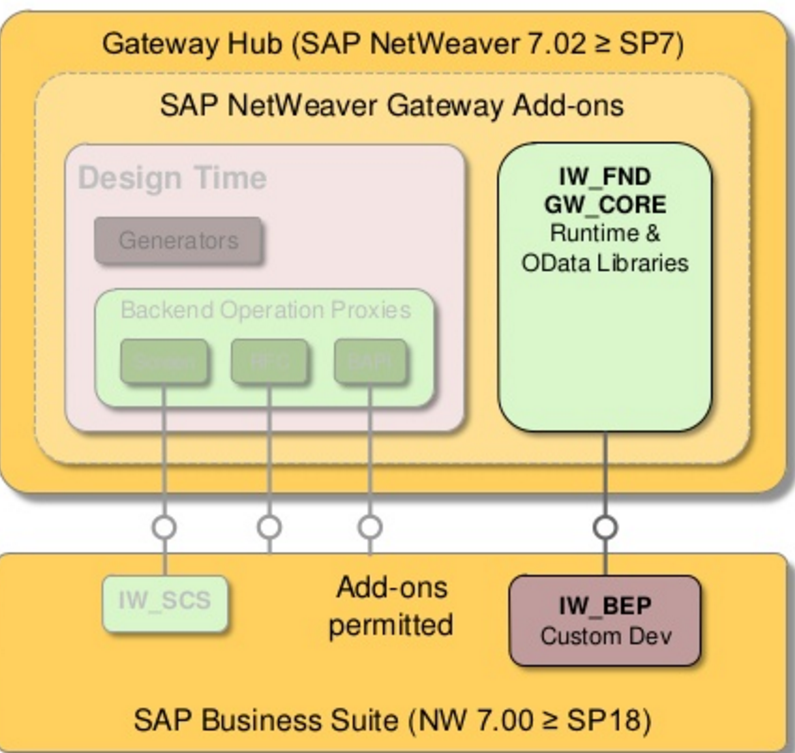 Gateway Hub (SAP NetWeaver 7.02 ≥ SP7)
SAP NetWeaver Gateway Add-ons
Design Time
Generators
Backend Operation Proxies
Screen RFC BAPI
IW_FND
GW_CORE
Runtime &
OData Libraries
IW_SCS
Add-ons
permitted
IW_BEP
Custom Dev
SAP Business Suite (NW 7.00 ≥ SP18)